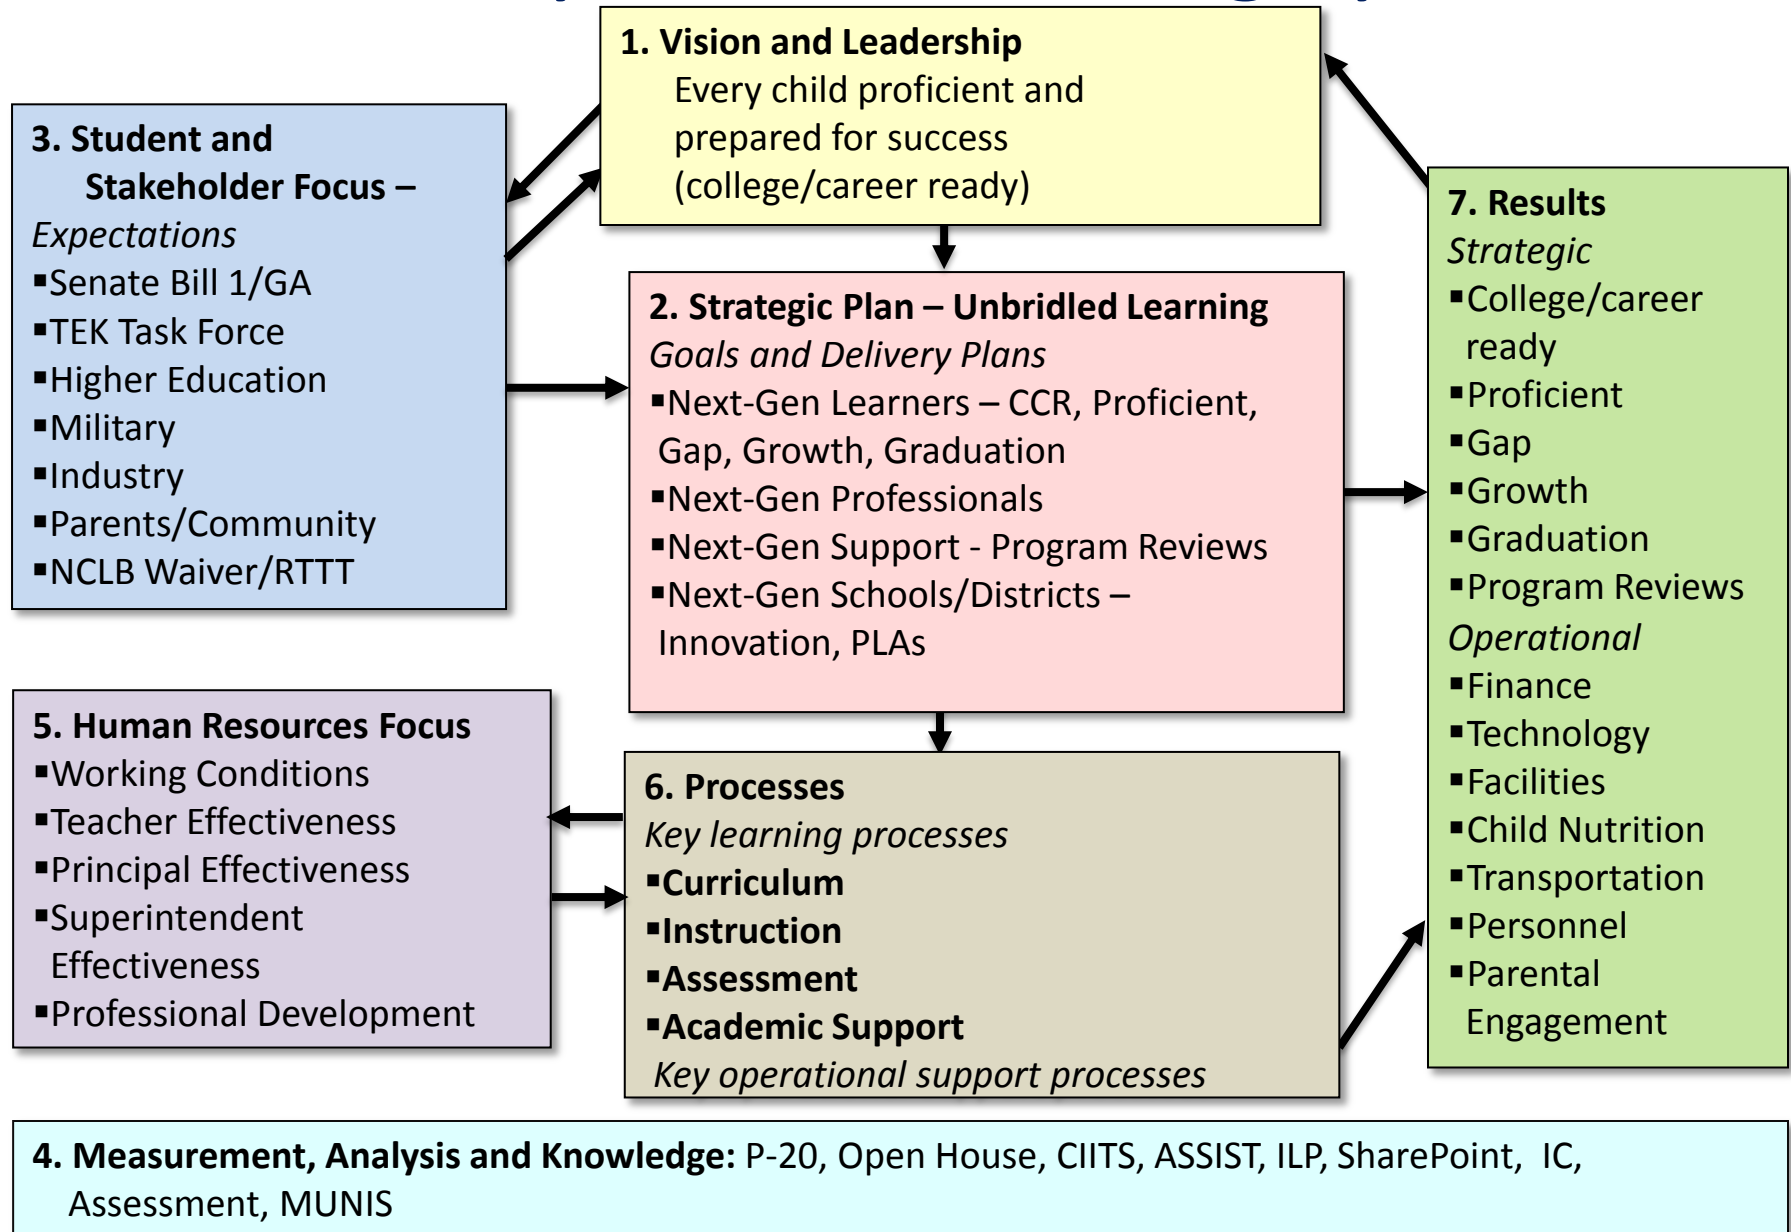 1. Vision and Leadership
Every child proficient and
prepared for success
(college/career ready)
3. Student and
Stakeholder Focus –
Expectations
▪Senate Bill 1/GA
▪TEK Task Force
▪Higher Education
▪Military
▪Industry
▪Parents/Community
▪NCLB Waiver/RTTT
2. Strategic Plan – Unbridled Learning
Goals and Delivery Plans
▪Next-Gen Learners – CCR, Proficient,
Gap, Growth, Graduation
▪Next-Gen Professionals
▪Next-Gen Support - Program Reviews
▪Next-Gen Schools/Districts –
Innovation, PLAs
7. Results
Strategic
▪College/career
ready
▪Proficient
▪Gap
▪Growth
▪Graduation
▪Program Reviews
Operational
▪Finance
▪Technology
▪Facilities
▪Child Nutrition
▪Transportation
▪Personnel
▪Parental
Engagement
5. Human Resources Focus
▪Working Conditions
▪Teacher Effectiveness
▪Principal Effectiveness
▪Superintendent
Effectiveness
▪Professional Development
6. Processes
Key learning processes
▪Curriculum
▪Instruction
▪Assessment
▪Academic Support
Key operational support processes
4. Measurement, Analysis and Knowledge: P-20, Open House, CIITS, ASSIST, ILP, SharePoint, IC,
Assessment, MUNIS